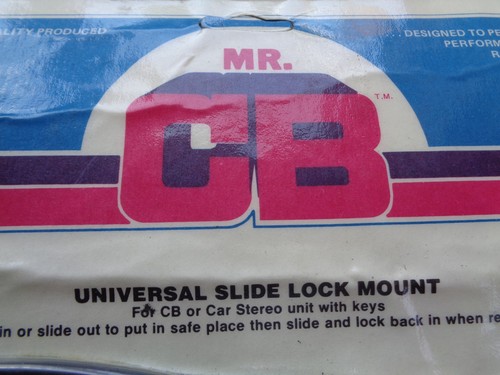 PRODUCED
. . . DESIGNED TO
MR.
CB
T.M.
UNIVERSAL SLIDE LOCK MOUNT
For CB or Car Stereo unit with keys
in or slide out to put in safe place then slide and lock back in when